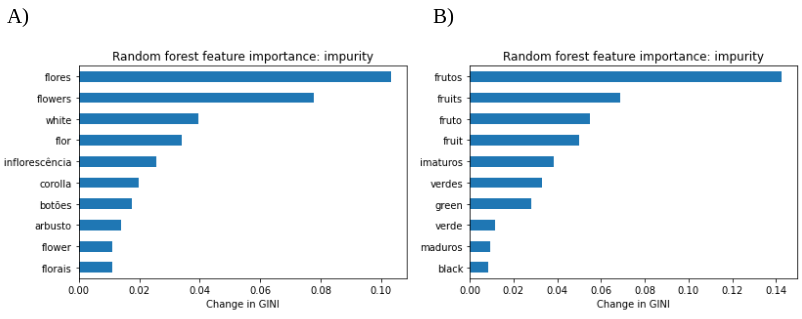 A)
Random forest feature importance: impurity
flores
flowers
white
flor
inflorescência
corolla
botões
arbusto
flower
florais
0.00 0.02 0.04 0.06 0.08 0.10
Change in GINI
B)
Random forest feature importance: impurity
frutos
fruits
fruto
fruit
imaturos
verdes
green
verde
maduros
black
0.00 0.02 0.04 0.06 0.08 0.10 0.12 0.14
Change in GINI